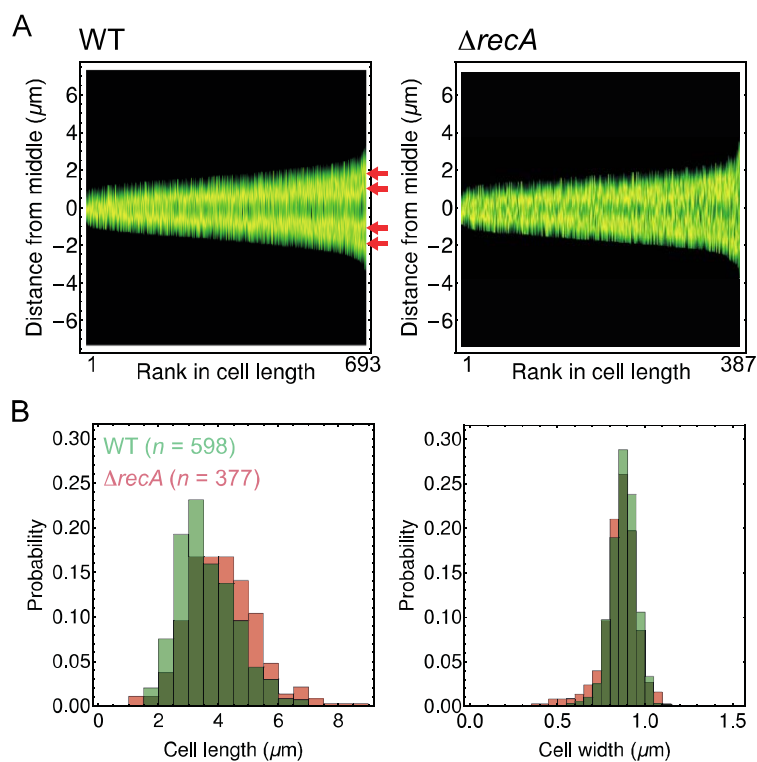 A
WT
ΔrecA
Distance from middle (μm)
6
4
2
0
−2
−4
−6
1
Rank in cell length
693
Distance from middle (μm)
6
4
2
0
−2
−4
−6
1
Rank in cell length
387
B
WT (n = 598)
ΔrecA (n = 377)
Probability
0.30
0.25
0.20
0.15
0.10
0.05
0.00
0
2
4
6
8
Cell length (μm)
Probability
0.30
0.25
0.20
0.15
0.10
0.05
0.00
0.0
0.5
1.0
1.5
Cell width (μm)